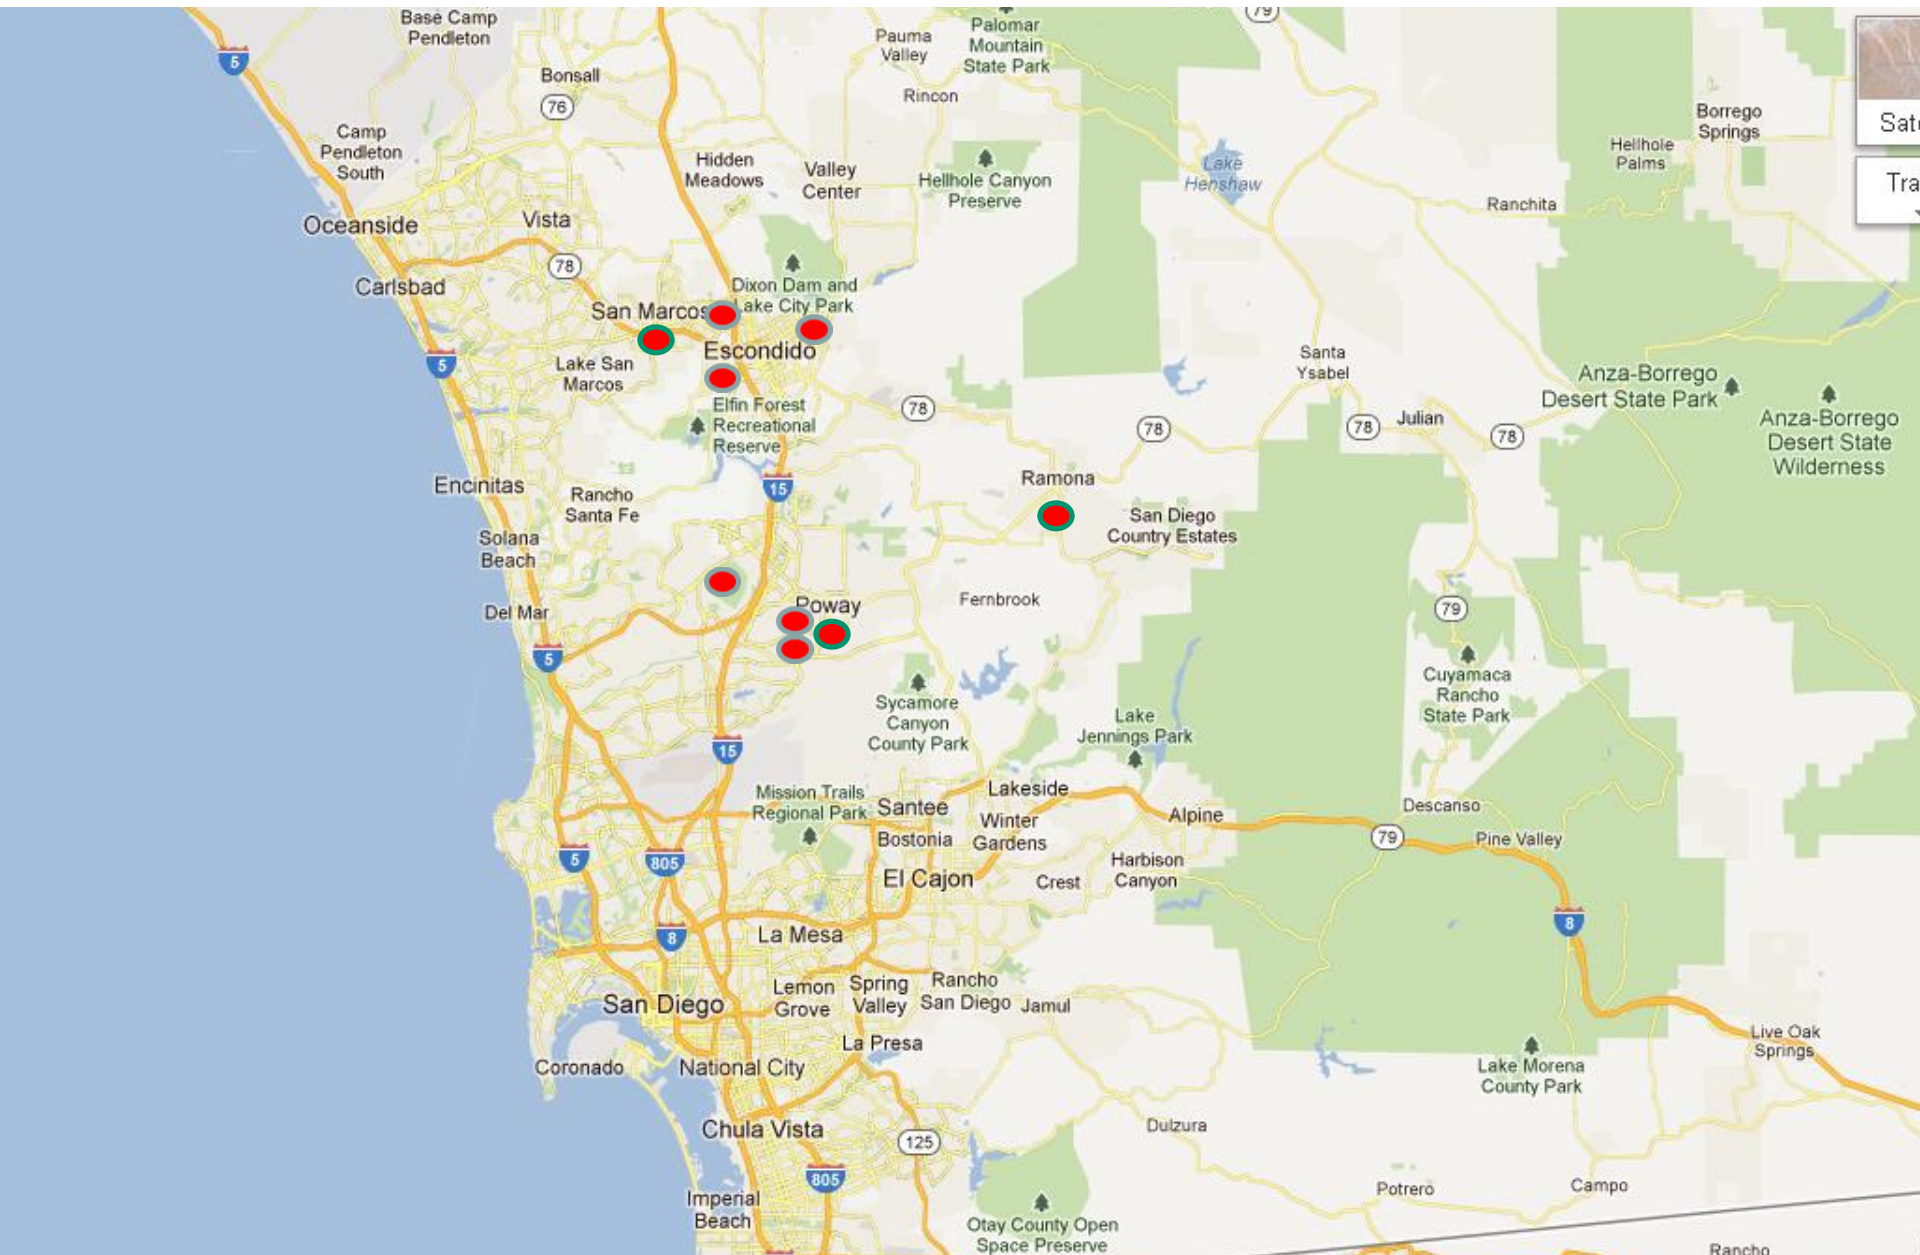 79
Base Camp
Pendleton
Palomar
Mountain
State Park
Pauma
Valley
5
Bonsall
76
Rincon
Borrego
Springs
Sat
Camp
Pendleton
South
Hidden
Meadows
Valley
Center
Hellhole Canyon
Preserve
Lake
Henshaw
Hellhole
Palms
Tra
Ranchita
Oceanside
Vista
78
Carlsbad
Dixon Dam and
Lake City Park
San Marcos
Escondido
5
Lake San
Marcos
Santa
Ysabel
Anza-Borrego
Desert State Park
Anza-Borrego
Desert State
Wilderness
Elfin Forest
Recreational
Reserve
78
78
78
Julian
78
Encinitas
Rancho
Santa Fe
15
Ramona
San Diego
Country Estates
Solana
Beach
Del Mar
Poway
Fernbrook
79
5
Cuyamaca
Rancho
State Park
Sycamore
Canyon
County Park
Lake
Jennings Park
15
Mission Trails
Regional Park
Santee
Lakeside
Winter
Gardens
Alpine
Descanso
79
Pine Valley
Bostonia
5
805
El Cajon
Crest
Harbison
Canyon
8
8
La Mesa
San Diego
Lemon
Grove
Spring
Valley
Rancho
San Diego
Jamul
Live Oak
Springs
La Presa
Coronado
National City
Lake Morena
County Park
Chula Vista
125
Dulzura
805
Imperial
Beach
Otay County Open
Space Preserve
Potrero
Campo
Rancho